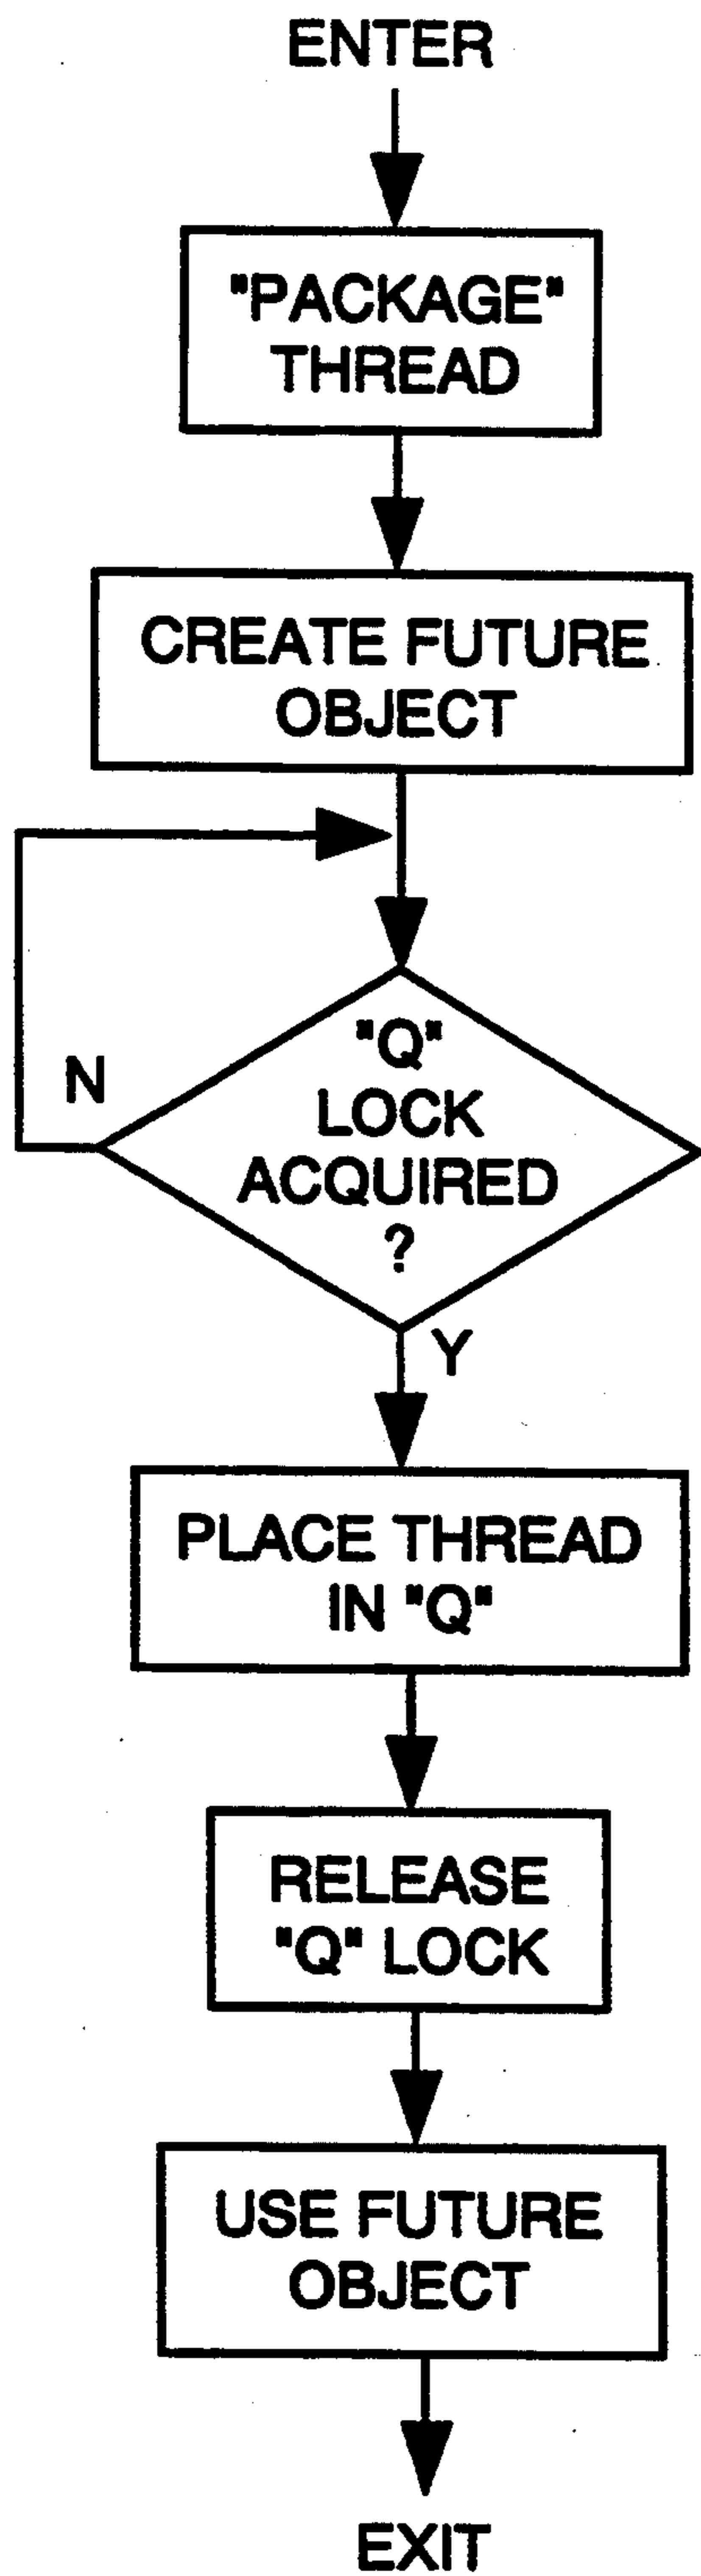 ENTER
"PACKAGE"
THREAD
CREATE FUTURE
OBJECT
"Q"
LOCK
ACQUIRED
?
N
Y
PLACE THREAD
IN "Q"
RELEASE
"Q" LOCK
USE FUTURE
OBJECT
EXIT